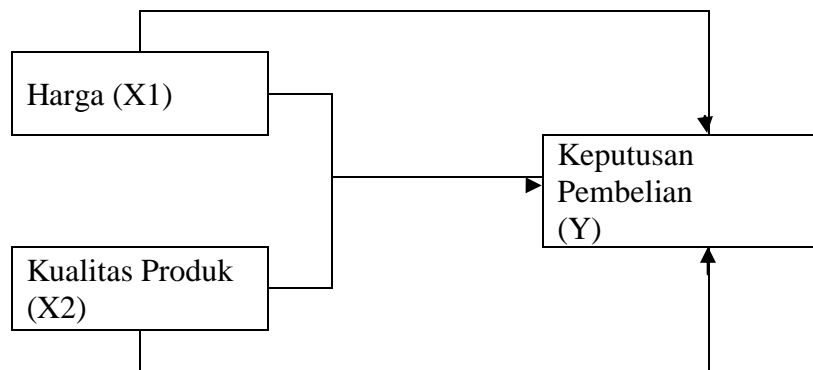 Harga (X1)
Keputusan
Pembelian
(Y)
Kualitas Produk
(X2)